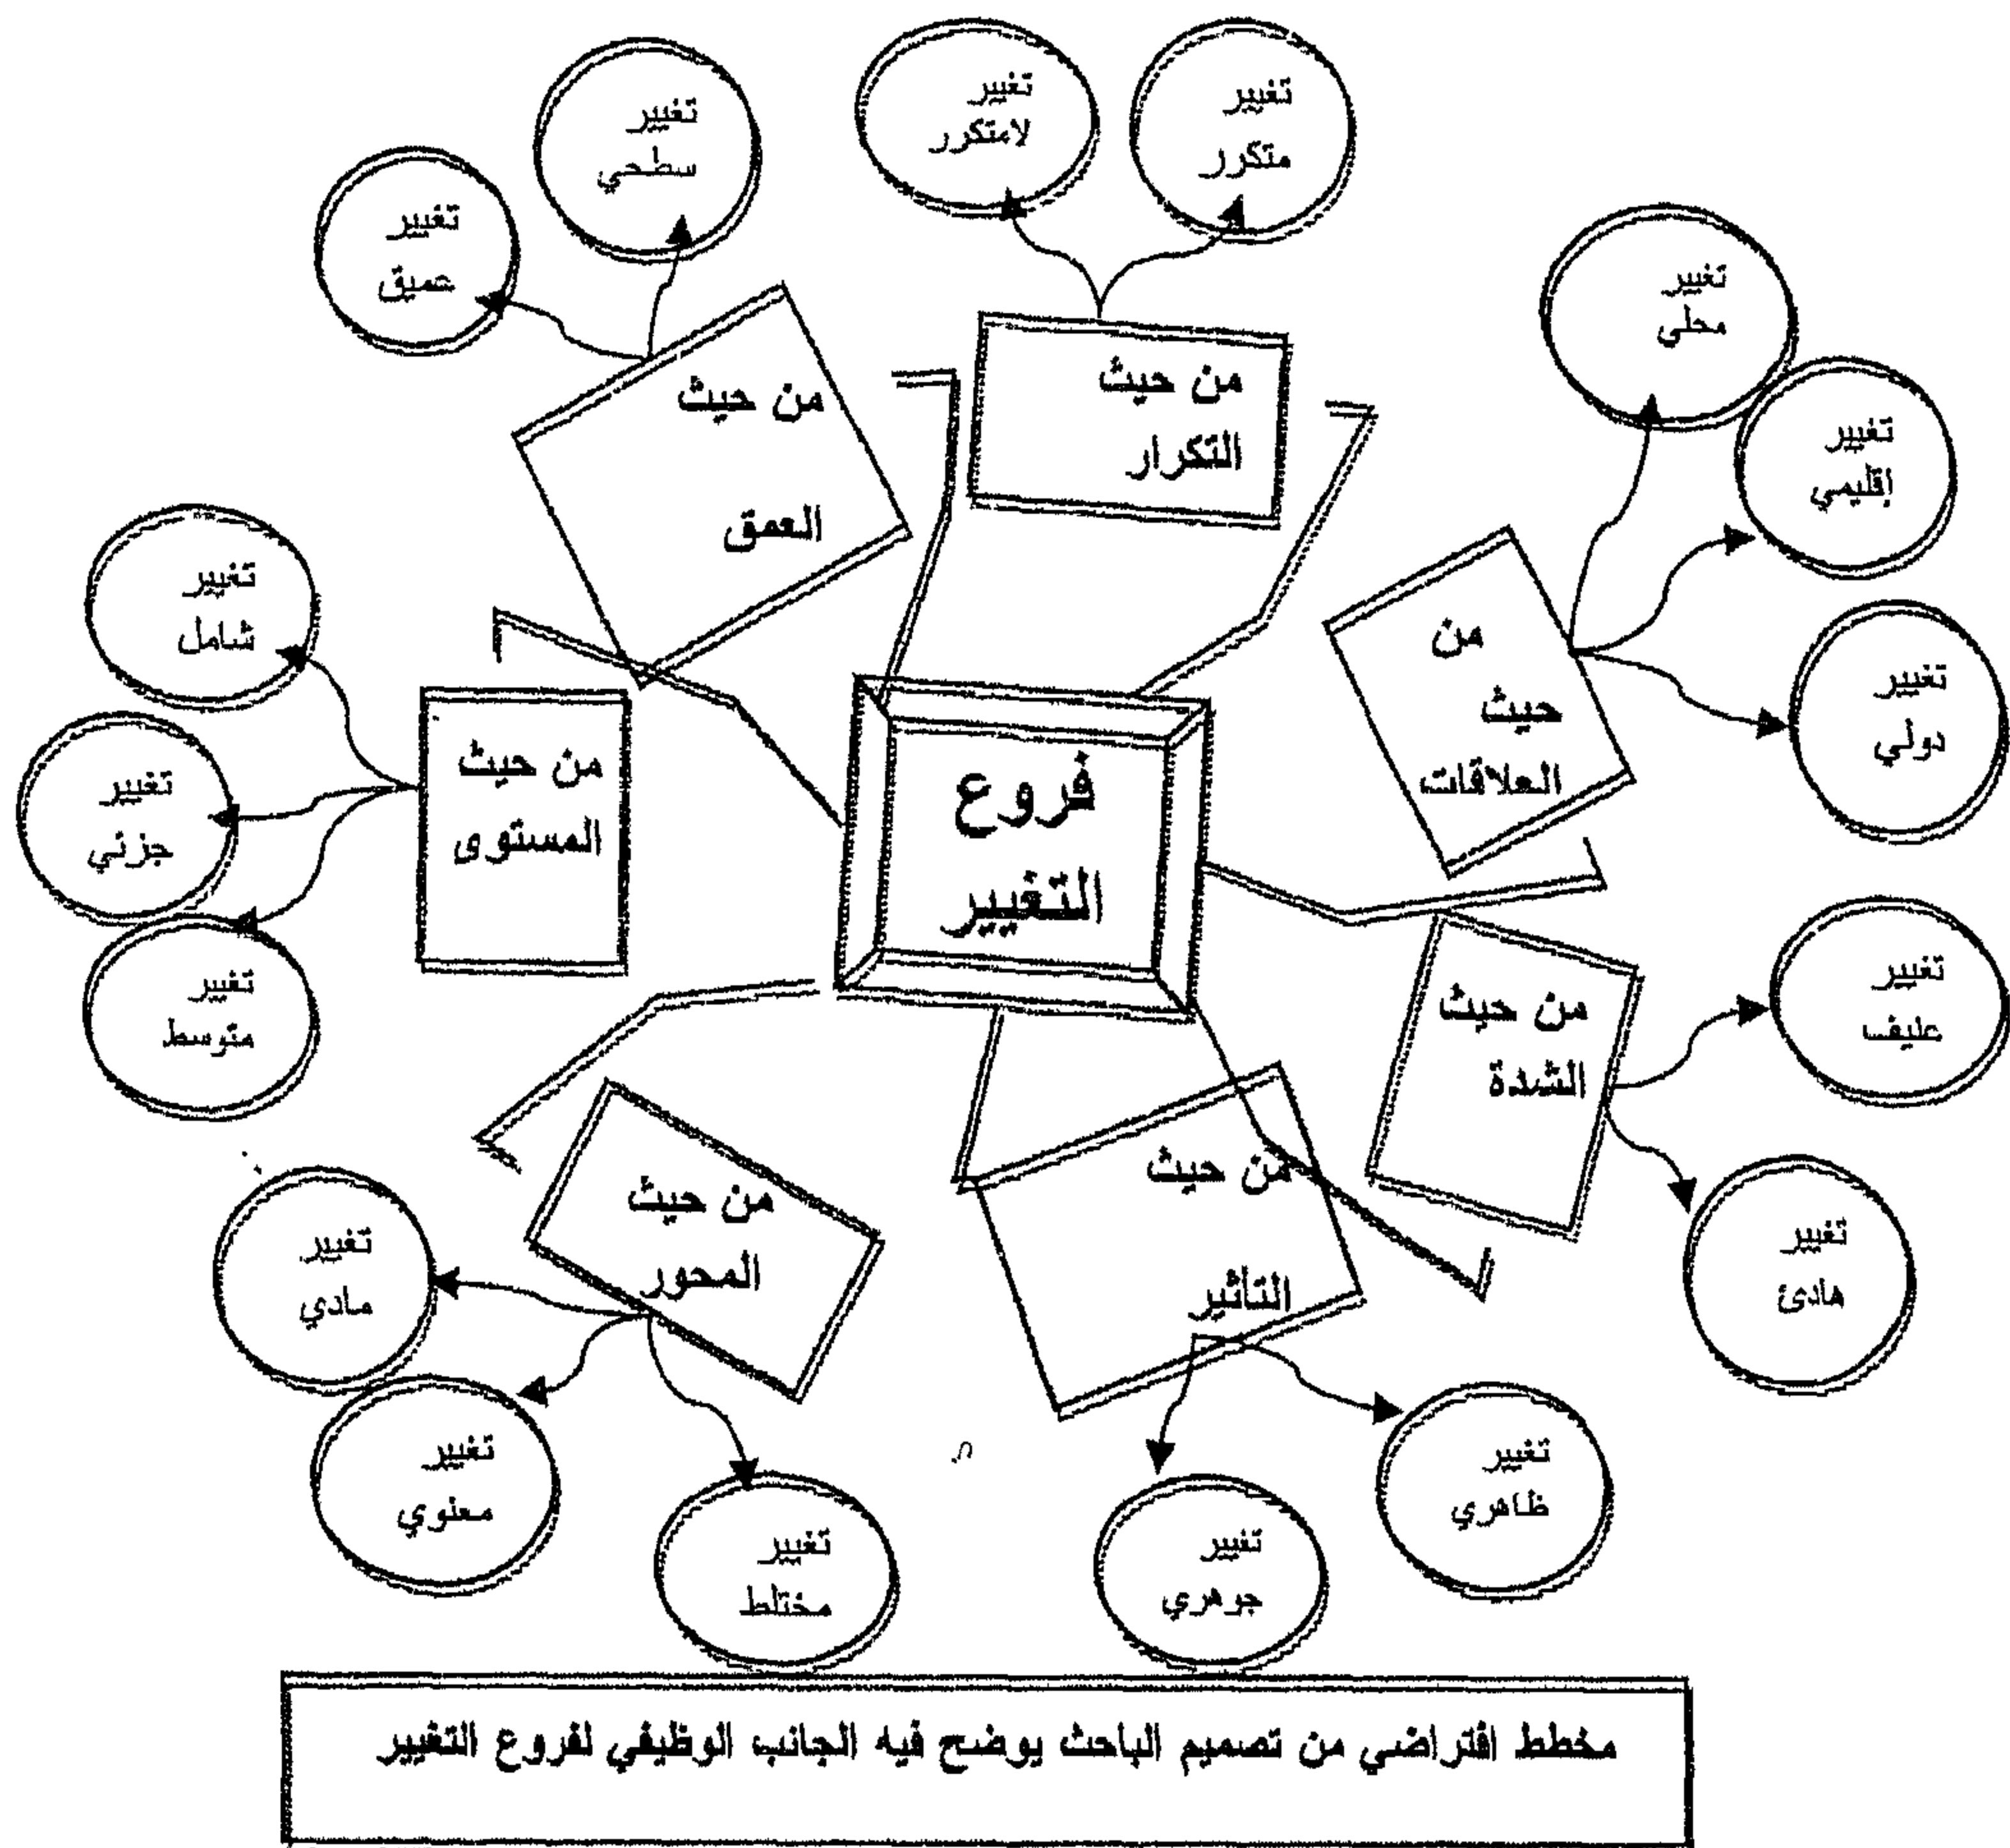 فروع
التغيير
من حيث
التكرار
تغيير
متكرر
تغيير
لامتكرر
من
حيث
العلاقات
تغيير
محلي
تغيير
إقليمي
تغيير
دولي
من حيث
الشدة
تغيير
عنيف
تغيير
هادئ
من حيث
التأثير
تغيير
ظاهري
تغيير
جوهري
من حيث
المحور
تغيير
مختلط
تغيير
معنوي
تغيير
مادي
من حيث
المستوى
تغيير
متوسط
تغيير
جزئي
تغيير
شامل
من حيث
العمق
تغيير
عميق
تغيير
سطحي
مخطط افتراضي من تصميم الباحث يوضح فيه الجانب الوظيفي لفروع التغيير